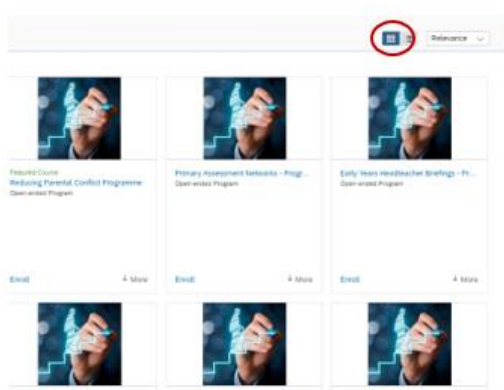 Relevance
Featured Course
Reducing Parental Conflict Programme
Open-ended Program
Enroll
More
Primary Assessment Networks - Progr...
Open-ended Program
Enroll
More
Early Years Headteacher Briefings - Pr...
Open-ended Program
Enroll
More